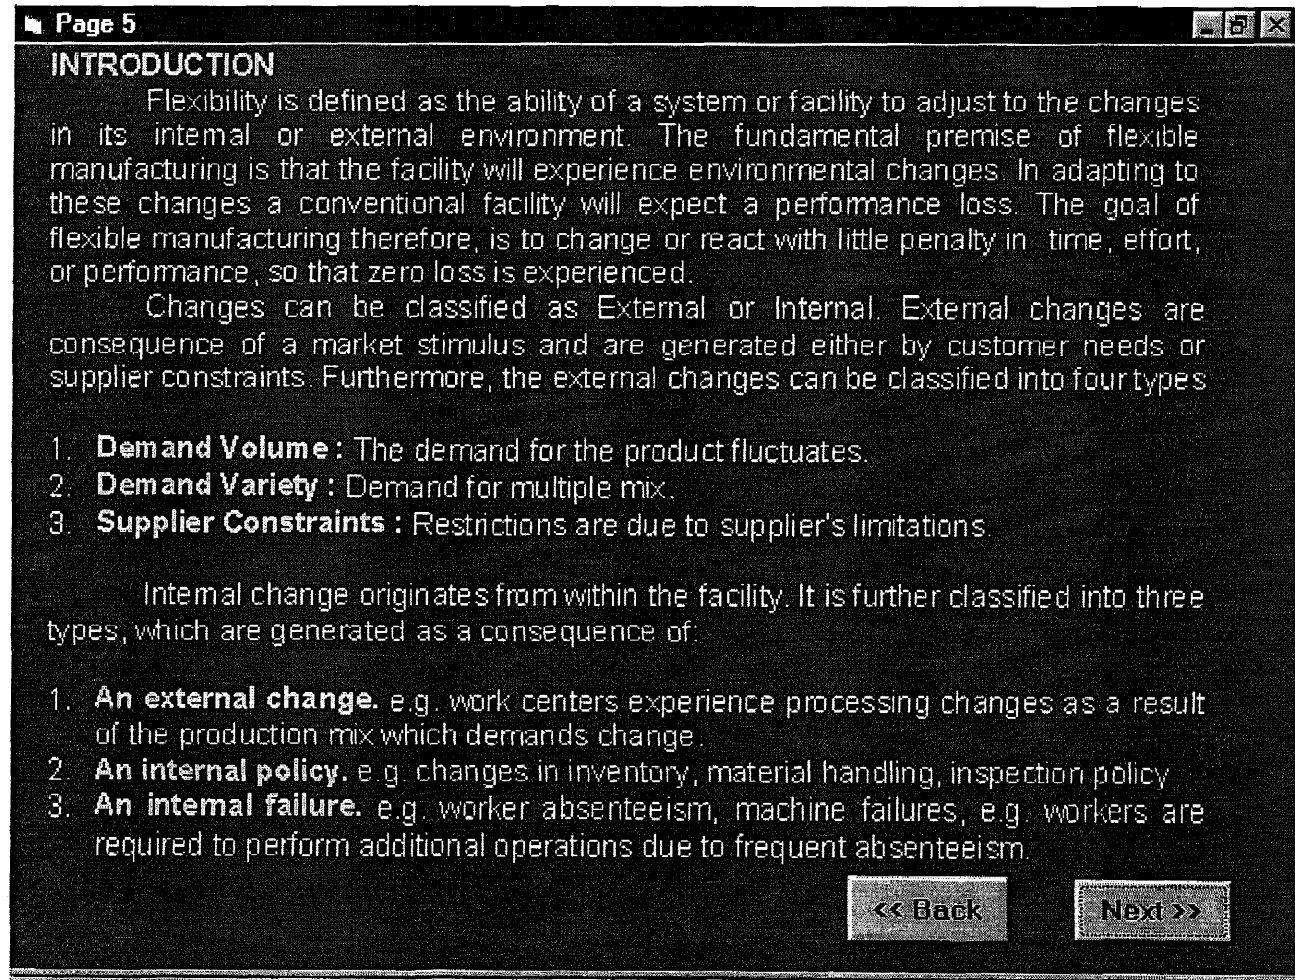 Page 5
INTRODUCTION
Flexibility is defined as the ability of a system or facility to adjust to the changes
in its internal or external environment. The fundamental premise of flexible
manufacturing is that the facility will experience environmental changes. In adapting to
these changes a conventional facility will expect a performance loss. The goal of
flexible manufacturing therefore, is to change or react with little penalty in time, effort,
or performance, so that zero loss is experienced.
Changes can be classified as External or Internal. External changes are
consequence of a market stimulus and are generated either by customer needs or
supplier constraints. Furthermore, the external changes can be classified into four types
1. Demand Volume : The demand for the product fluctuates.
2. Demand Variety : Demand for multiple mix.
3. Supplier Constraints : Restrictions are due to supplier's limitations.
Internal change originates from within the facility. It is further classified into three
types, which are generated as a consequence of:
1. An external change. e.g. work centers experience processing changes as a result
of the production mix which demands change.
2. An internal policy. e.g. changes in inventory, material handling, inspection policy
3. An internal failure. e.g. worker absenteeism, machine failures, e.g. workers are
required to perform additional operations due to frequent absenteeism.
<< Back Next >>